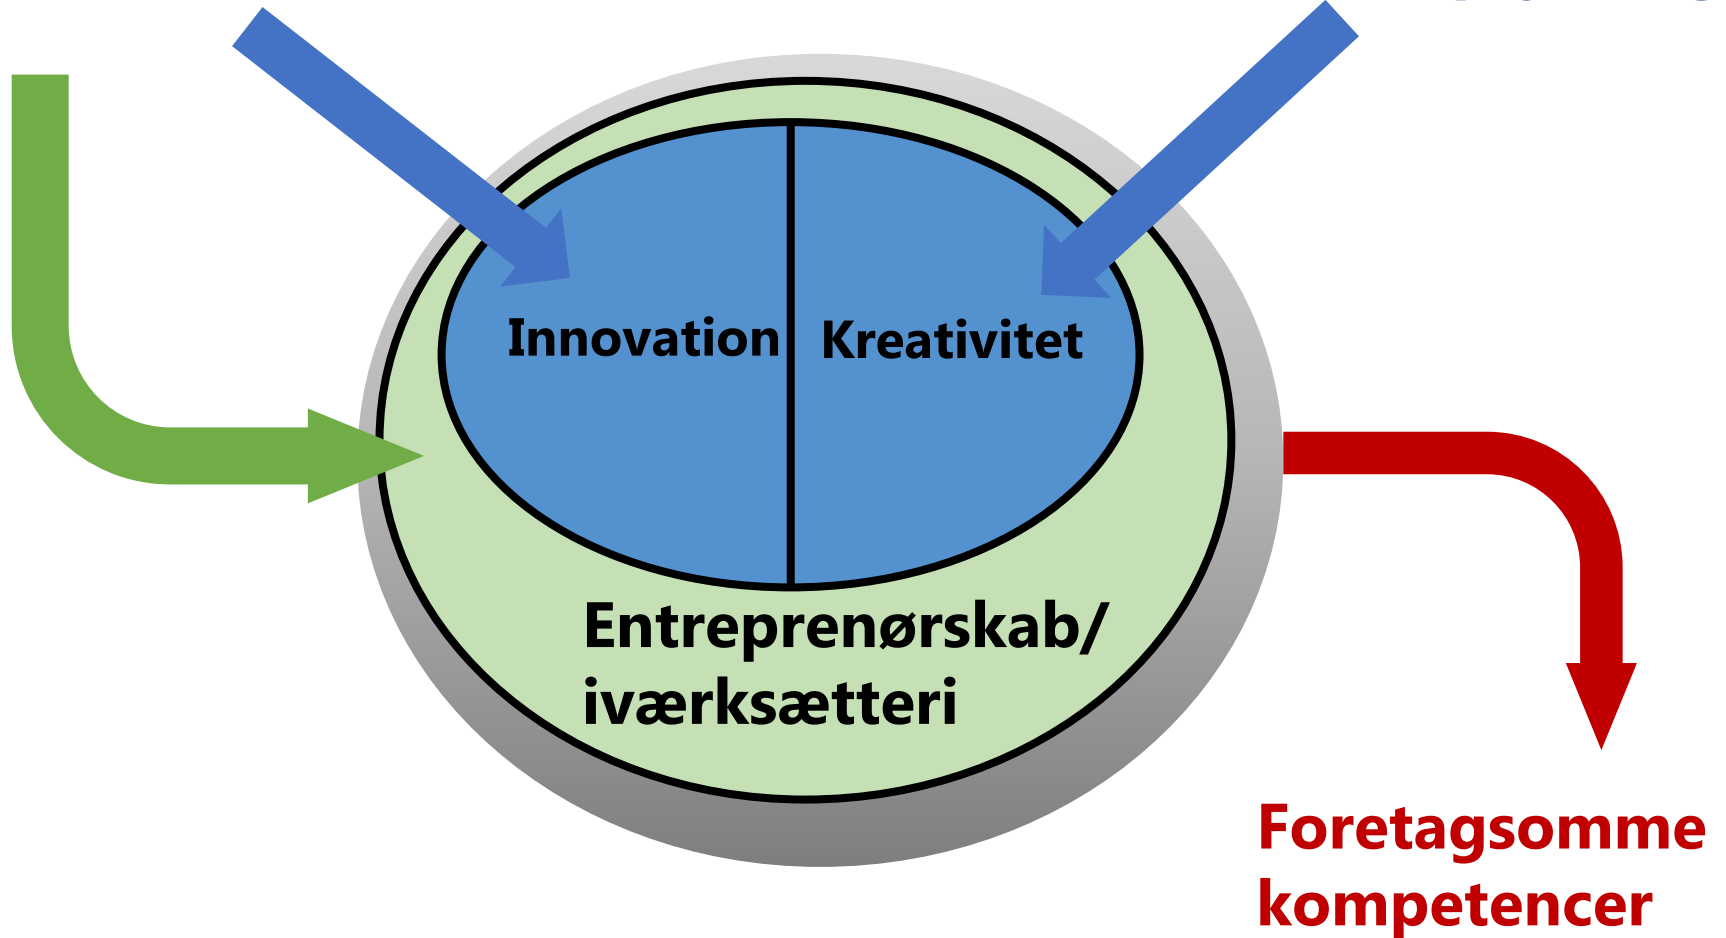 Innovation
Kreativitet
Entreprenørskab/
iværksætteri
Foretagsomme
kompetencer